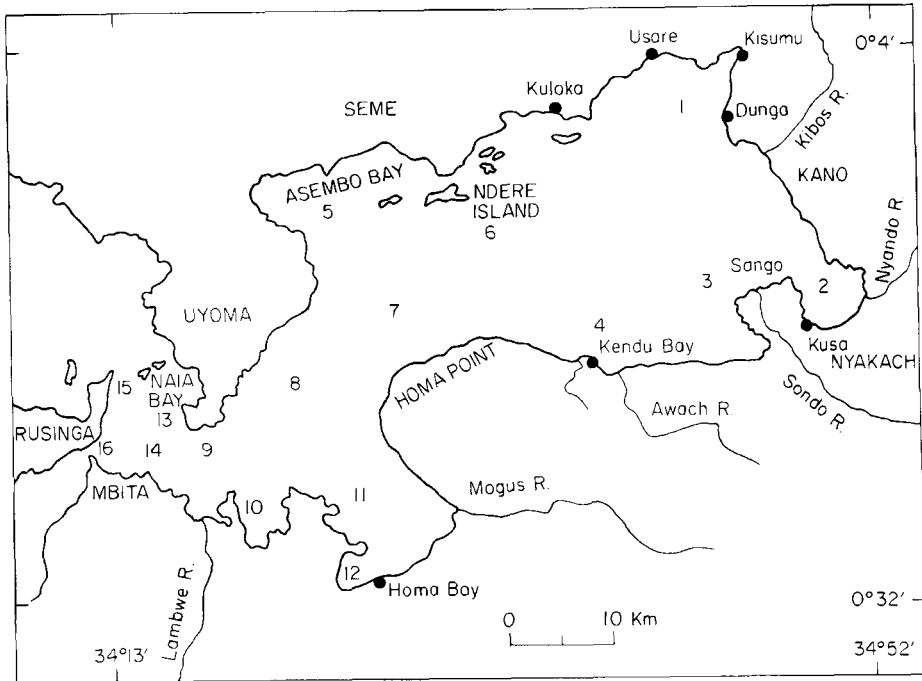 Usare
Kisumu
0°4'
Kuloka
SEME
1
Dunga
Kibos R.
ASEMBO BAY
KANO
5
NDERE
ISLAND
6
Nyando R.
Sango
3
2
7
UYOMA
4
Kendu Bay
Kusa
NYAKACH
HOMA POINT
8
15
NAIA
BAY
13
Sondo R.
Awach R.
RUSINGA
16
14
9
MBITA
10
11
Mogus R.
12
Homa Bay
Lambwe R.
0 10 Km
0°32'
34°13'
34°52'